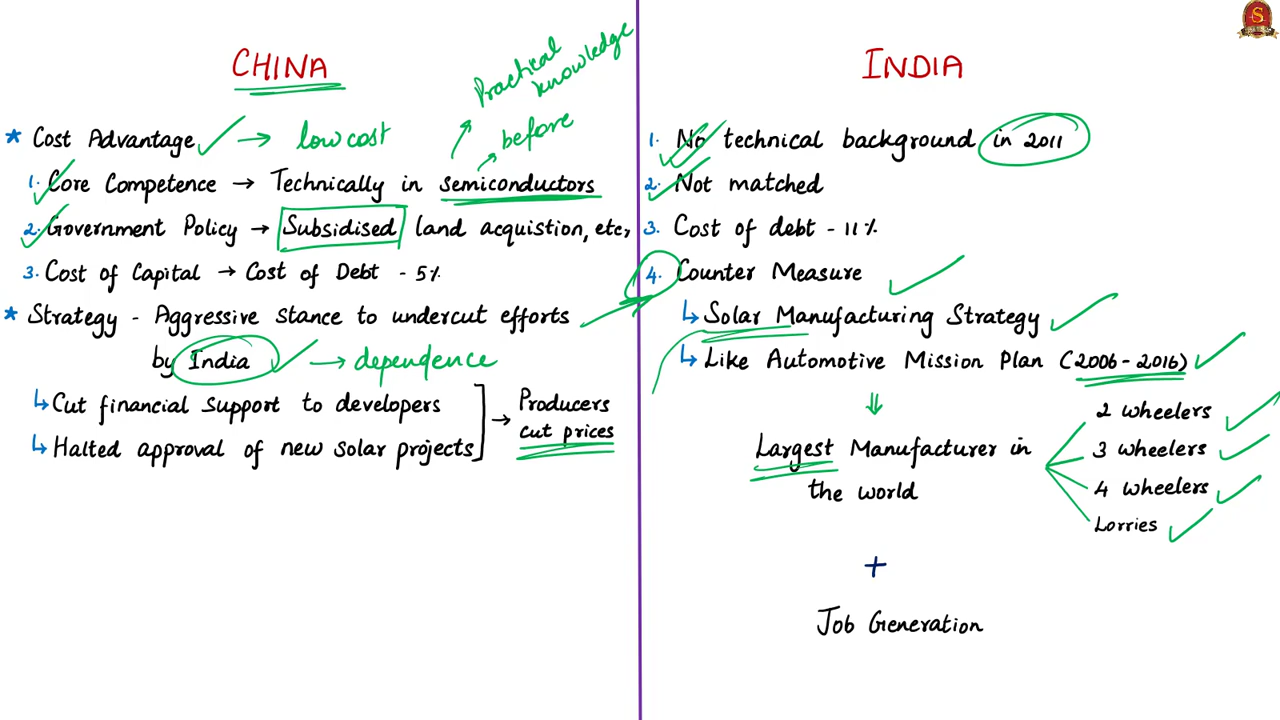 CHINA
Practical
knowledge
* Cost Advantage → low cost
before
1. Core Competence → Technically in semiconductors
2. Government Policy → Subsidised (land acquistion, etc,
3. Cost of Capital → Cost of Debt - 5%
* Strategy - Aggressive stance to undercut efforts
by India → dependence
↳ Cut financial support to developers
↳ Halted approval of new solar projects
→ Producers
cut prices
INDIA
1. No technical background in 2011
2. Not matched
3. Cost of debt - 11%
4. Counter Measure
↳ Solar Manufacturing Strategy
↳ Like Automotive Mission Plan (2006 - 2016)
⇓
Largest Manufacturer in
the world
2 wheelers
3 wheelers
4 wheelers
Lorries
+
Job Generation
S